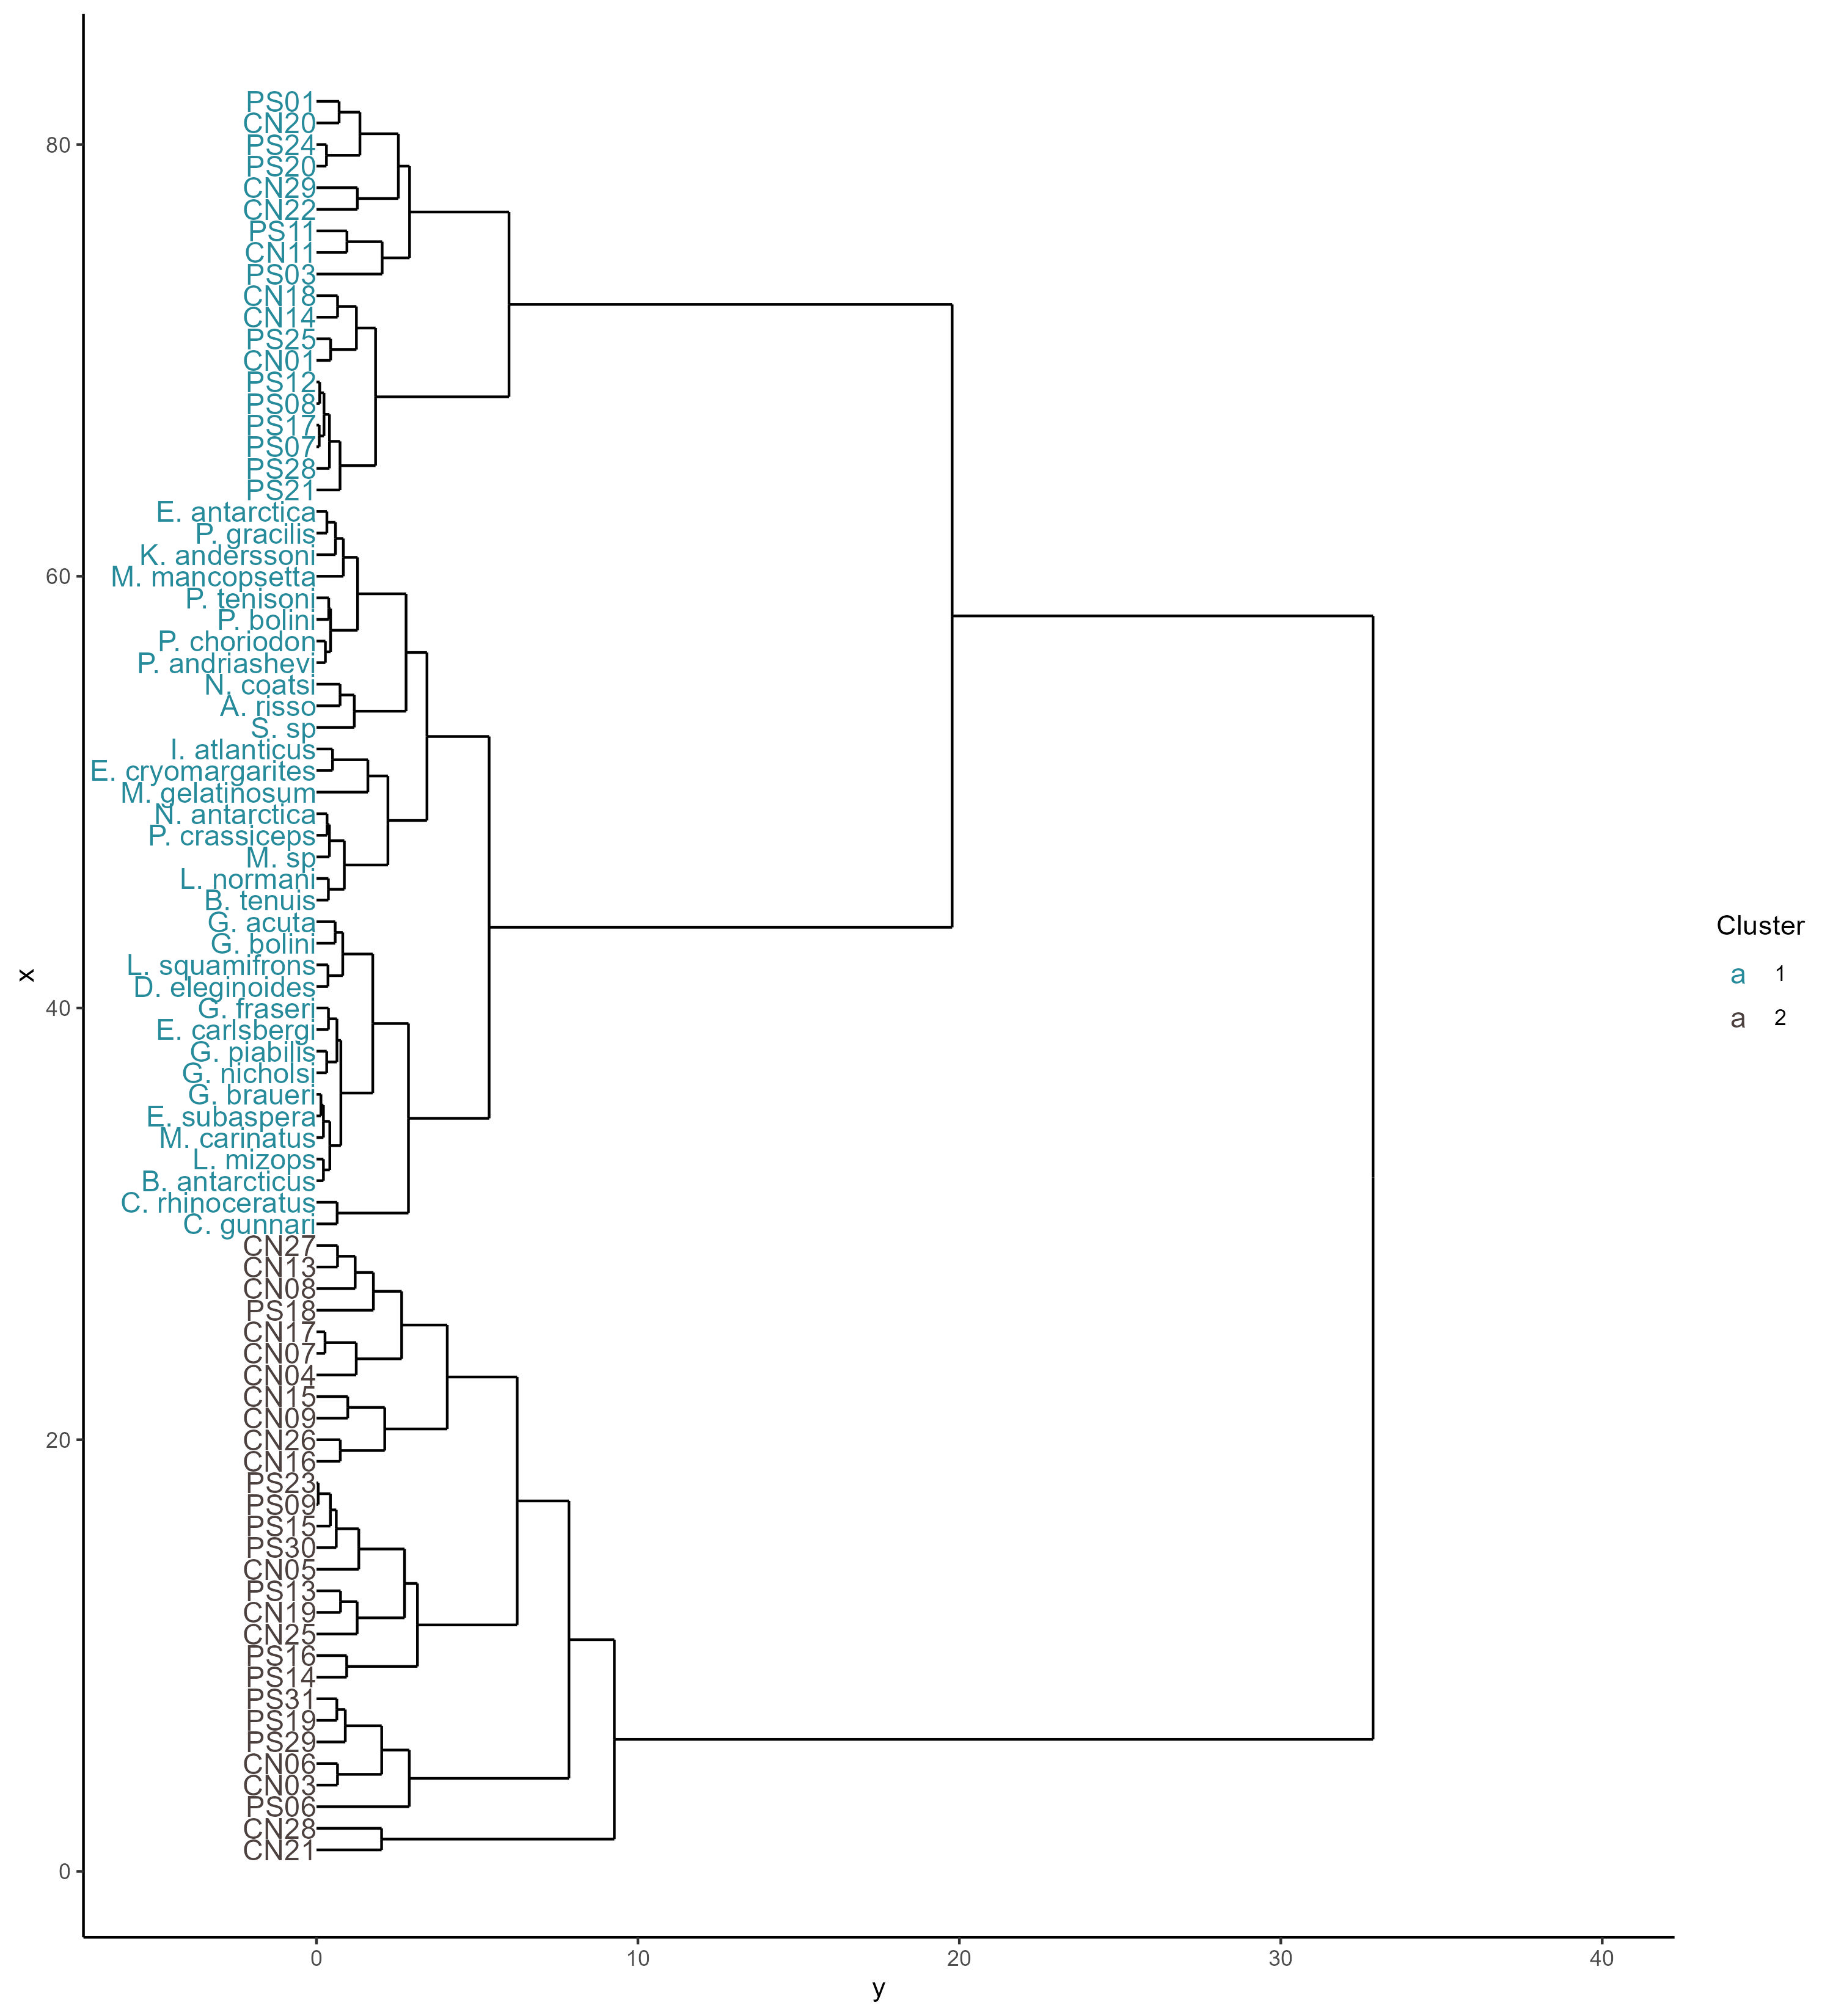 PS01
CN20
PS24
80
PS20
CN29
CN22
PS11
CN11
PS03
CN18
CN14
PS25
CN01
PS12
PS08
PS17
PS07
PS28
PS21
E. antarctica
P. gracilis
K. anderssoni
60
M. mancopsetta
P. tenisoni
P. bolini
P. choriodon
P. andriashevi
N. coatsi
A. risso
S. sp
I. atlanticus
E. cryomargarites
M. gelatinosum
N. antarctica
P. crassiceps
M. sp
L. normani
B. tenuis
G. acuta
G. bolini
L. squamifrons
D. eleginoides
40
G. fraseri
E. carlsbergi
G. piabilis
G. nicholsi
G. braueri
E. subaspera
M. carinatus
L. mizops
B. antarcticus
C. rhinoceratus
C. gunnari
CN27
CN13
CN08
PS18
CN17
CN07
CN04
CN15
CN09
20
CN26
CN16
PS23
PS09
PS15
PS30
CN05
PS13
CN19
CN25
PS16
PS14
PS31
PS19
PS29
CN06
CN03
PS06
CN28
CN21
0
x
0 10 20 30 40
y
Cluster
a 1
a 2